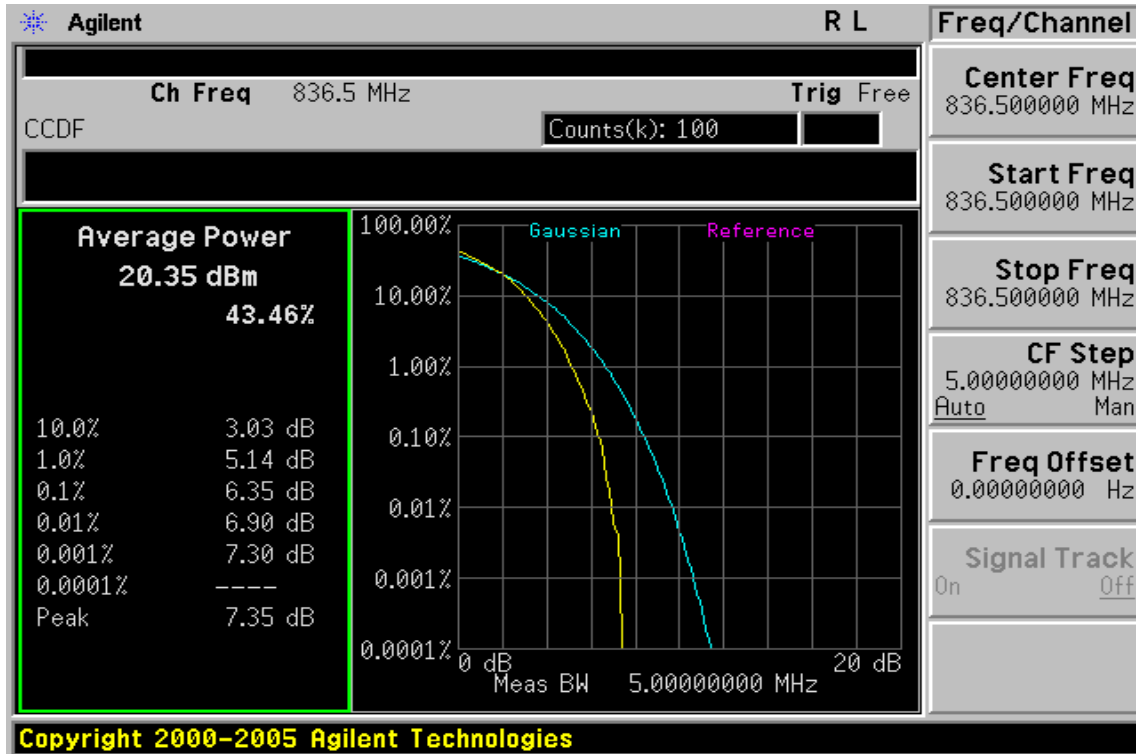 Agilent R L
Ch Freq 836.5 MHz Trig Free
CCDF Counts(k): 100
Average Power
20.35 dBm
43.46%
10.0% 3.03 dB
1.0% 5.14 dB
0.1% 6.35 dB
0.01% 6.90 dB
0.001% 7.30 dB
0.0001% ----
Peak 7.35 dB
Gaussian Reference
100.00%
10.00%
1.00%
0.10%
0.01%
0.001%
0.0001%
0 dB 20 dB
Meas BW 5.00000000 MHz
Freq/Channel
Center Freq
836.500000 MHz
Start Freq
836.500000 MHz
Stop Freq
836.500000 MHz
CF Step
5.00000000 MHz
Auto Man
Freq Offset
0.00000000 Hz
Signal Track
On Off
Copyright 2000-2005 Agilent Technologies